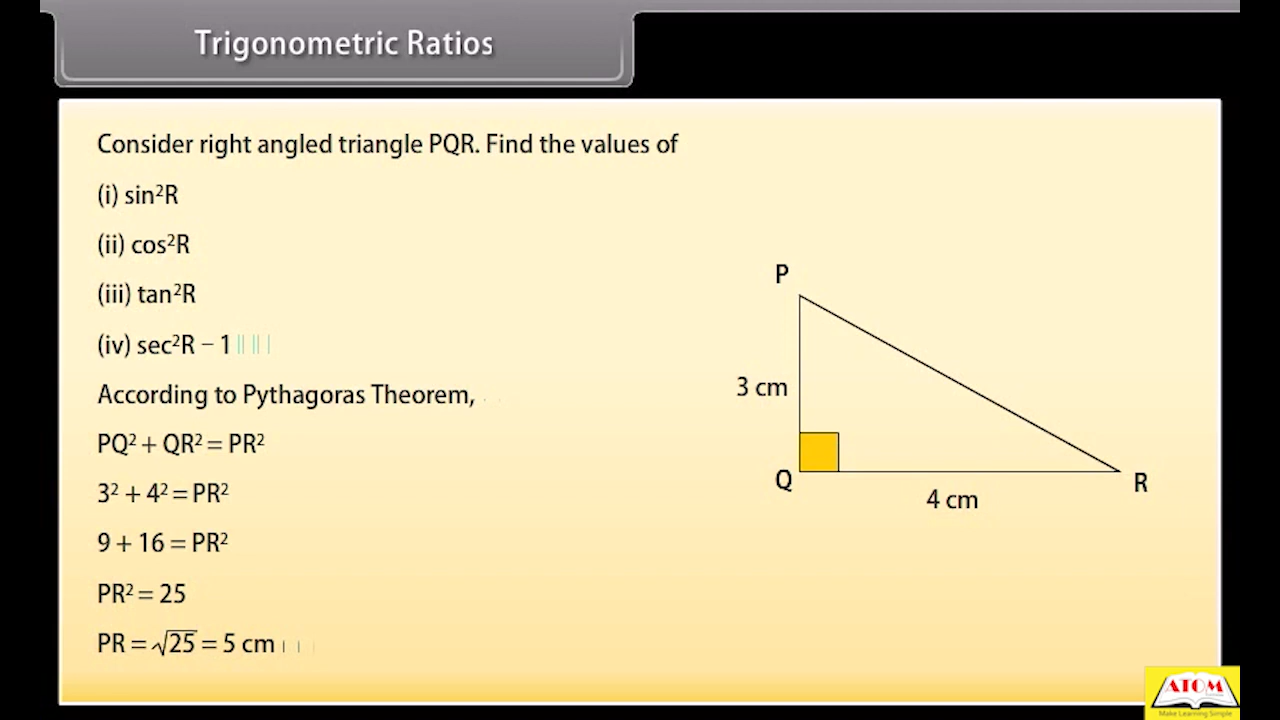 Trigonometric Ratios
Consider right angled triangle PQR. Find the values of
(i) sin²R
(ii) cos²R
(iii) tan²R
(iv) sec²R − 1
According to Pythagoras Theorem,
PQ² + QR² = PR²
3² + 4² = PR²
9 + 16 = PR²
PR² = 25
PR = √25 = 5 cm
P
3 cm
Q
R
4 cm
ATOM
Make Learning Simple